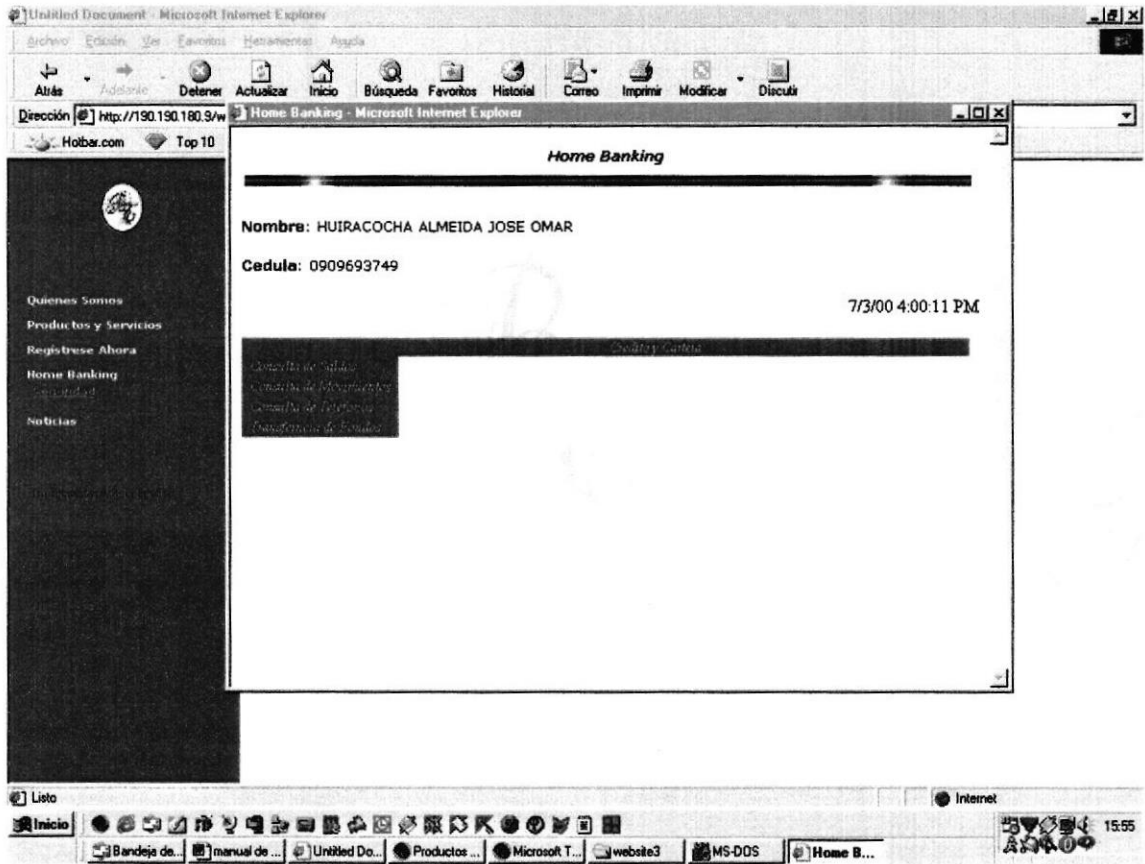 Untitled Document - Microsoft Internet Explorer
Archivo Edición Ver Favoritos Herramientas Ayuda
Atrás Adelante Detener Actualizar Inicio Búsqueda Favoritos Historial Correo Imprimir Modificar Discutir
Dirección http://190.190.180.9/w
Hotbar.com Top 10
Home Banking - Microsoft Internet Explorer
Home Banking
Nombre: HUIRACOCHA ALMEIDA JOSE OMAR
Cedula: 0909693749
7/3/00 4:00:11 PM
Credito y Cartera
Consulta de Saldos
Consulta de Movimientos
Consulta de
Transferencia de Fondos
Quienes Somos
Productos y Servicios
Registrese Ahora
Home Banking
Noticias
Listo
Internet
Inicio
15:55
Bandeja de... manual de ... Untitled Do... Productos ... Microsoft T... website3 MS-DOS Home B...